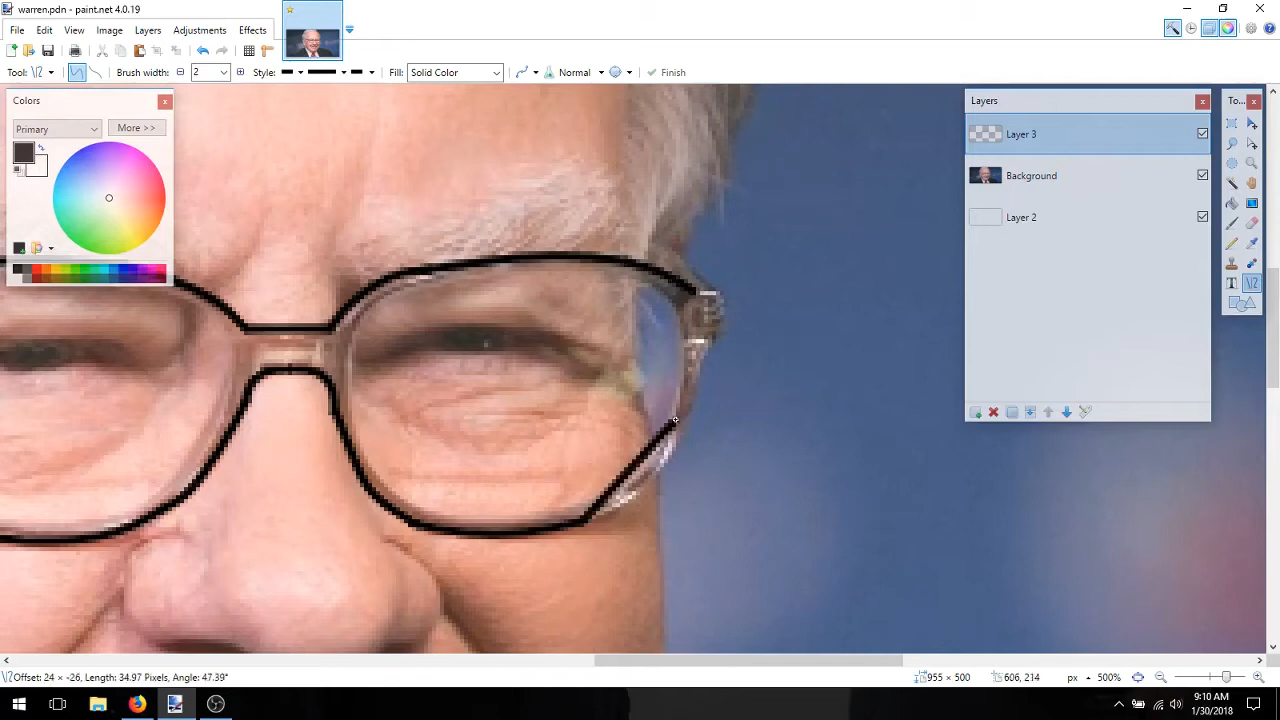 warren.pdn - paint.net 4.0.19
File Edit View Image Layers Adjustments Effects
Tool: Brush width: 2 Style: Fill: Solid Color Normal Finish
Colors
Primary More >>
Layers
Layer 3
Background
Layer 2
To...
Offset: 24 × -26, Length: 34.97 Pixels, Angle: 47.39° 955 × 500 606, 214 px 500%
9:10 AM
1/30/2018